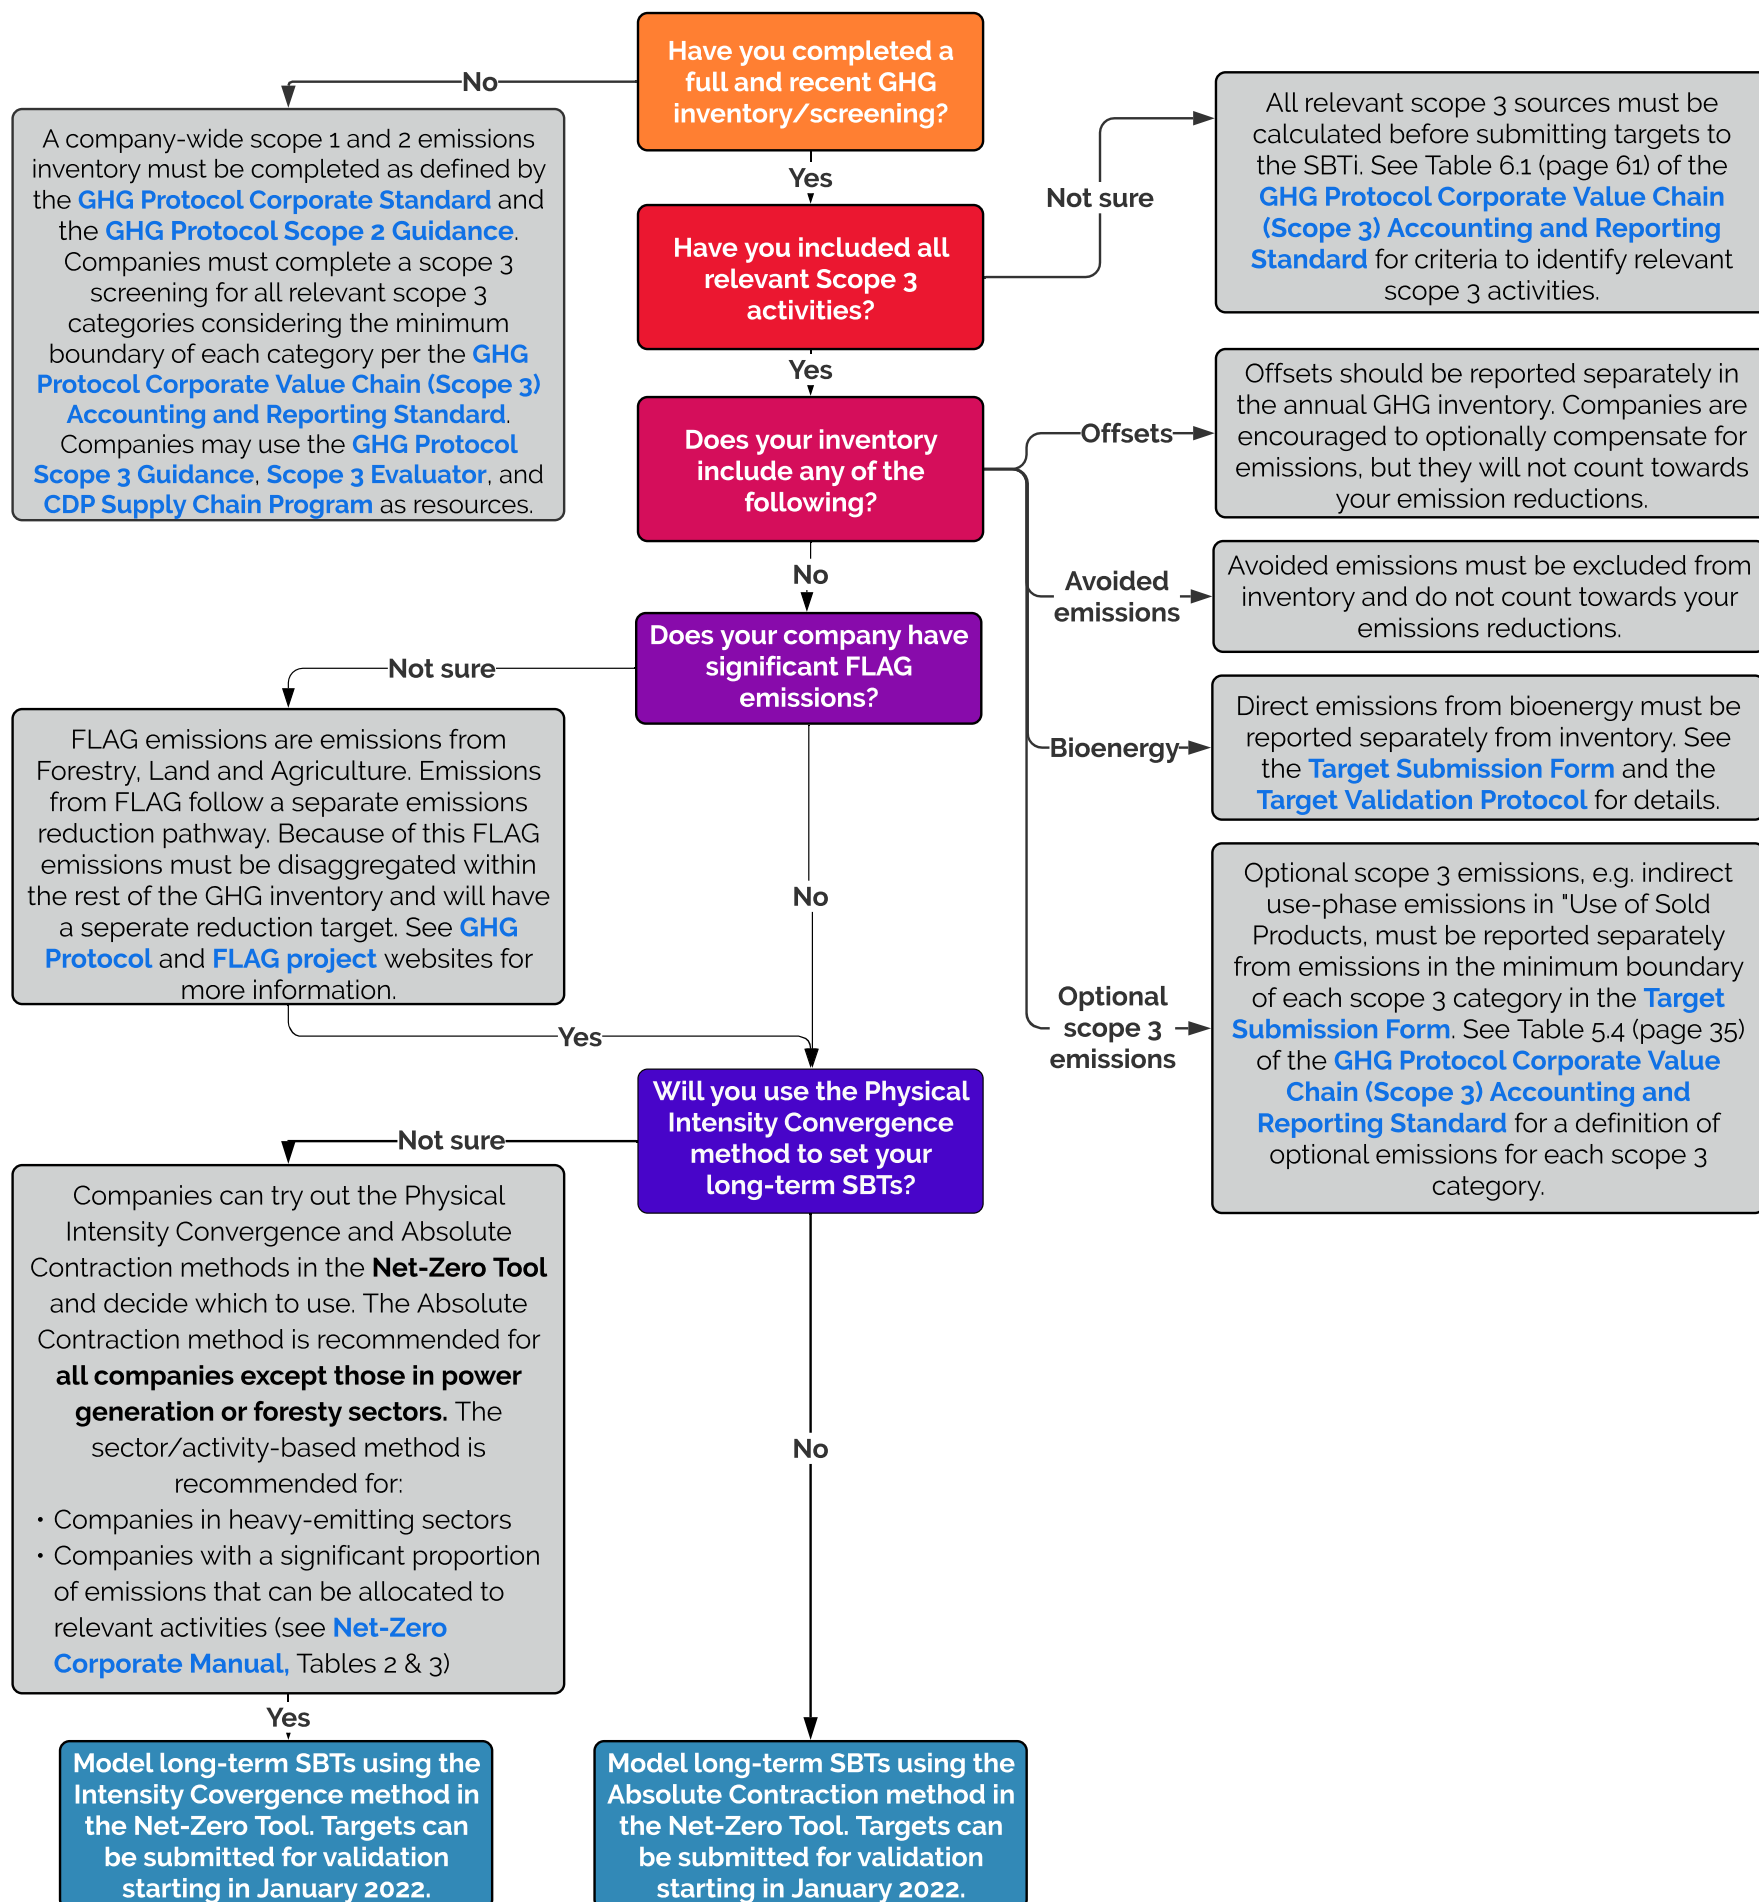 Have you completed a
full and recent GHG
inventory/screening?
No
A company-wide scope 1 and 2 emissions
inventory must be completed as defined by
the GHG Protocol Corporate Standard and
the GHG Protocol Scope 2 Guidance.
Companies must complete a scope 3
screening for all relevant scope 3
categories considering the minimum
boundary of each category per the GHG
Protocol Corporate Value Chain (Scope 3)
Accounting and Reporting Standard.
Companies may use the GHG Protocol
Scope 3 Guidance, Scope 3 Evaluator, and
CDP Supply Chain Program as resources.
Yes
Have you included all
relevant Scope 3
activities?
Not sure
All relevant scope 3 sources must be
calculated before submitting targets to
the SBTi. See Table 6.1 (page 61) of the
GHG Protocol Corporate Value Chain
(Scope 3) Accounting and Reporting
Standard for criteria to identify relevant
scope 3 activities.
Yes
Does your inventory
include any of the
following?
Offsets
Offsets should be reported separately in
the annual GHG inventory. Companies are
encouraged to optionally compensate for
emissions, but they will not count towards
your emission reductions.
Avoided
emissions
Avoided emissions must be excluded from
inventory and do not count towards your
emissions reductions.
Bioenergy
Direct emissions from bioenergy must be
reported separately from inventory. See
the Target Submission Form and the
Target Validation Protocol for details.
Optional
scope 3
emissions
Optional scope 3 emissions, e.g. indirect
use-phase emissions in "Use of Sold
Products, must be reported separately
from emissions in the minimum boundary
of each scope 3 category in the Target
Submission Form. See Table 5.4 (page 35)
of the GHG Protocol Corporate Value
Chain (Scope 3) Accounting and
Reporting Standard for a definition of
optional emissions for each scope 3
category.
No
Does your company have
significant FLAG
emissions?
Not sure
FLAG emissions are emissions from
Forestry, Land and Agriculture. Emissions
from FLAG follow a separate emissions
reduction pathway. Because of this FLAG
emissions must be disaggregated within
the rest of the GHG inventory and will have
a seperate reduction target. See GHG
Protocol and FLAG project websites for
more information.
No
Yes
Will you use the Physical
Intensity Convergence
method to set your
long-term SBTs?
Not sure
Companies can try out the Physical
Intensity Convergence and Absolute
Contraction methods in the Net-Zero Tool
and decide which to use. The Absolute
Contraction method is recommended for
all companies except those in power
generation or foresty sectors. The
sector/activity-based method is
recommended for:
• Companies in heavy-emitting sectors
• Companies with a significant proportion
of emissions that can be allocated to
relevant activities (see Net-Zero
Corporate Manual, Tables 2 & 3)
No
Yes
Model long-term SBTs using the
Intensity Covergence method in
the Net-Zero Tool. Targets can
be submitted for validation
starting in January 2022.
Model long-term SBTs using the
Absolute Contraction method in
the Net-Zero Tool. Targets can
be submitted for validation
starting in January 2022.